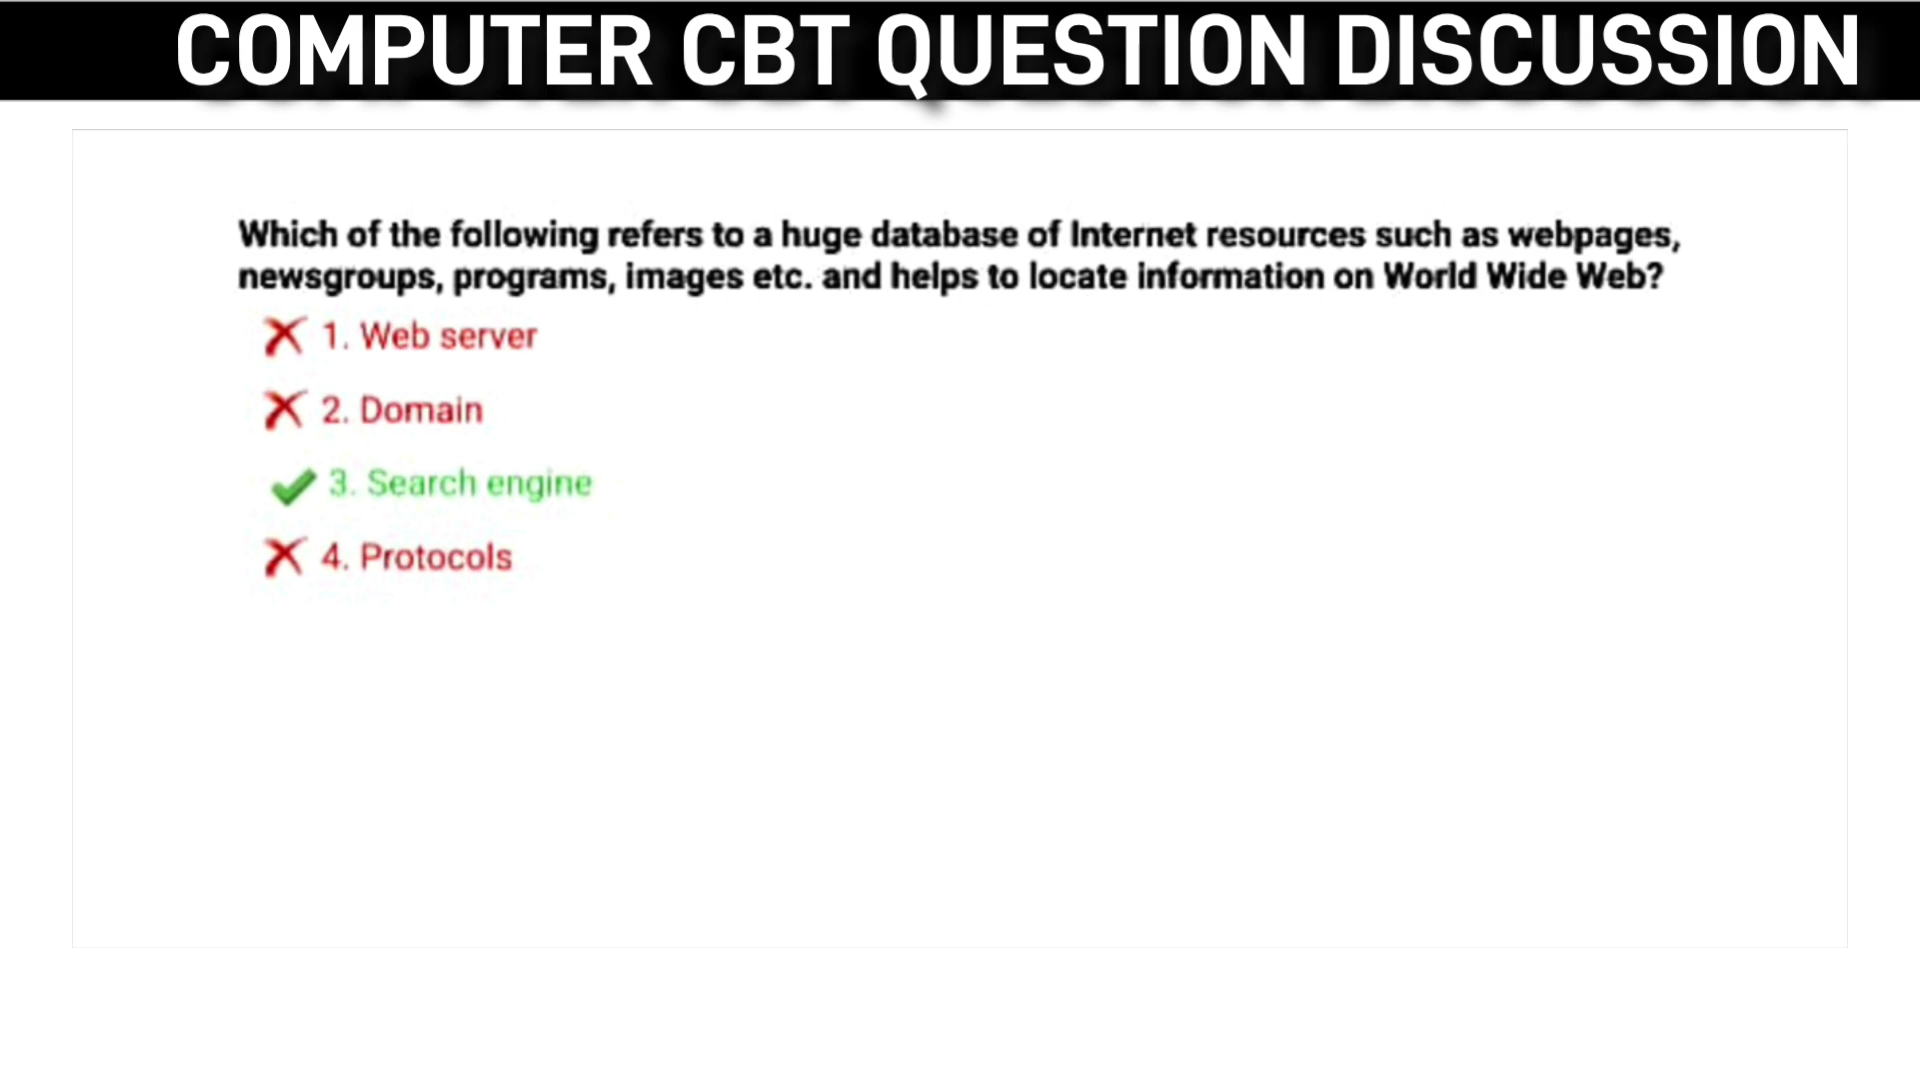 COMPUTER CBT QUESTION DISCUSSION
Which of the following refers to a huge database of Internet resources such as webpages,
newsgroups, programs, images etc. and helps to locate information on World Wide Web?
1. Web server
2. Domain
3. Search engine
4. Protocols